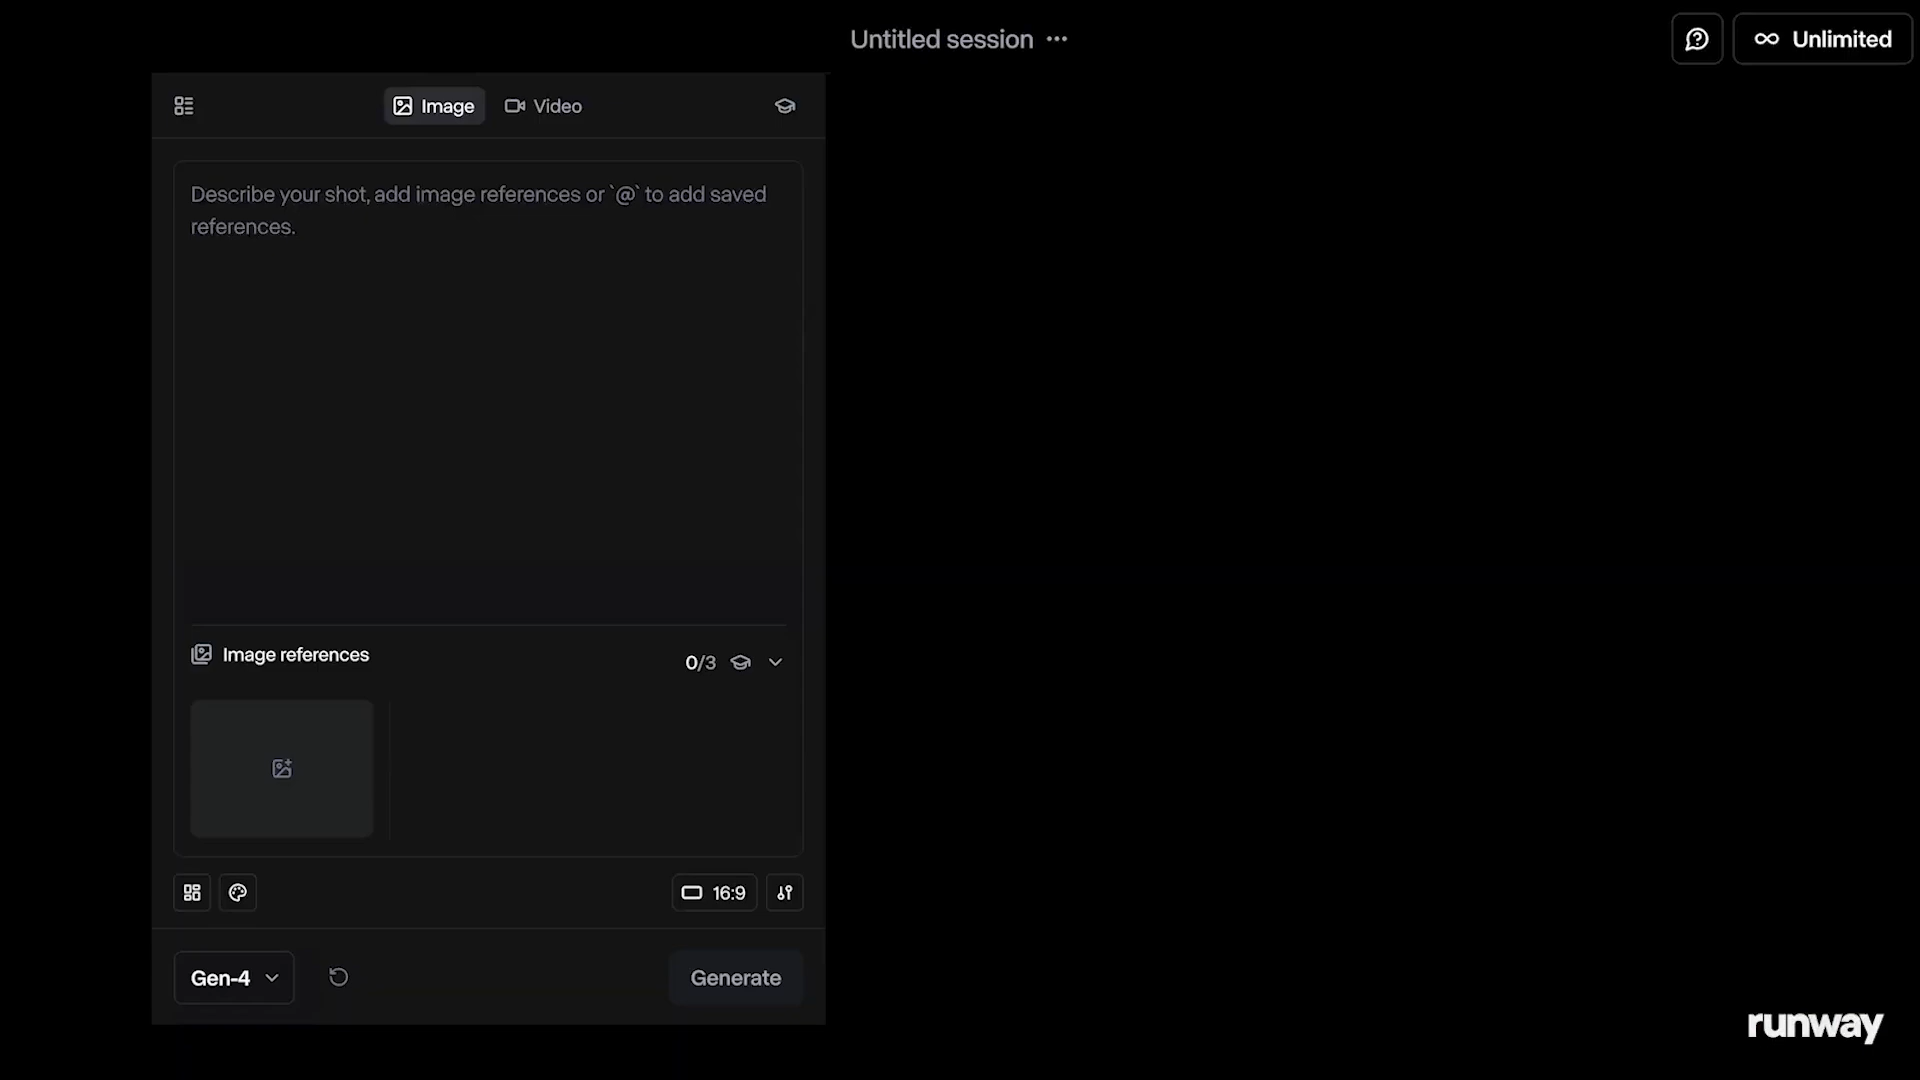 Untitled session
Unlimited
Image
Video
Describe your shot, add image references or `@` to add saved
references.
Image references
0/3
16:9
Gen-4
Generate
runway